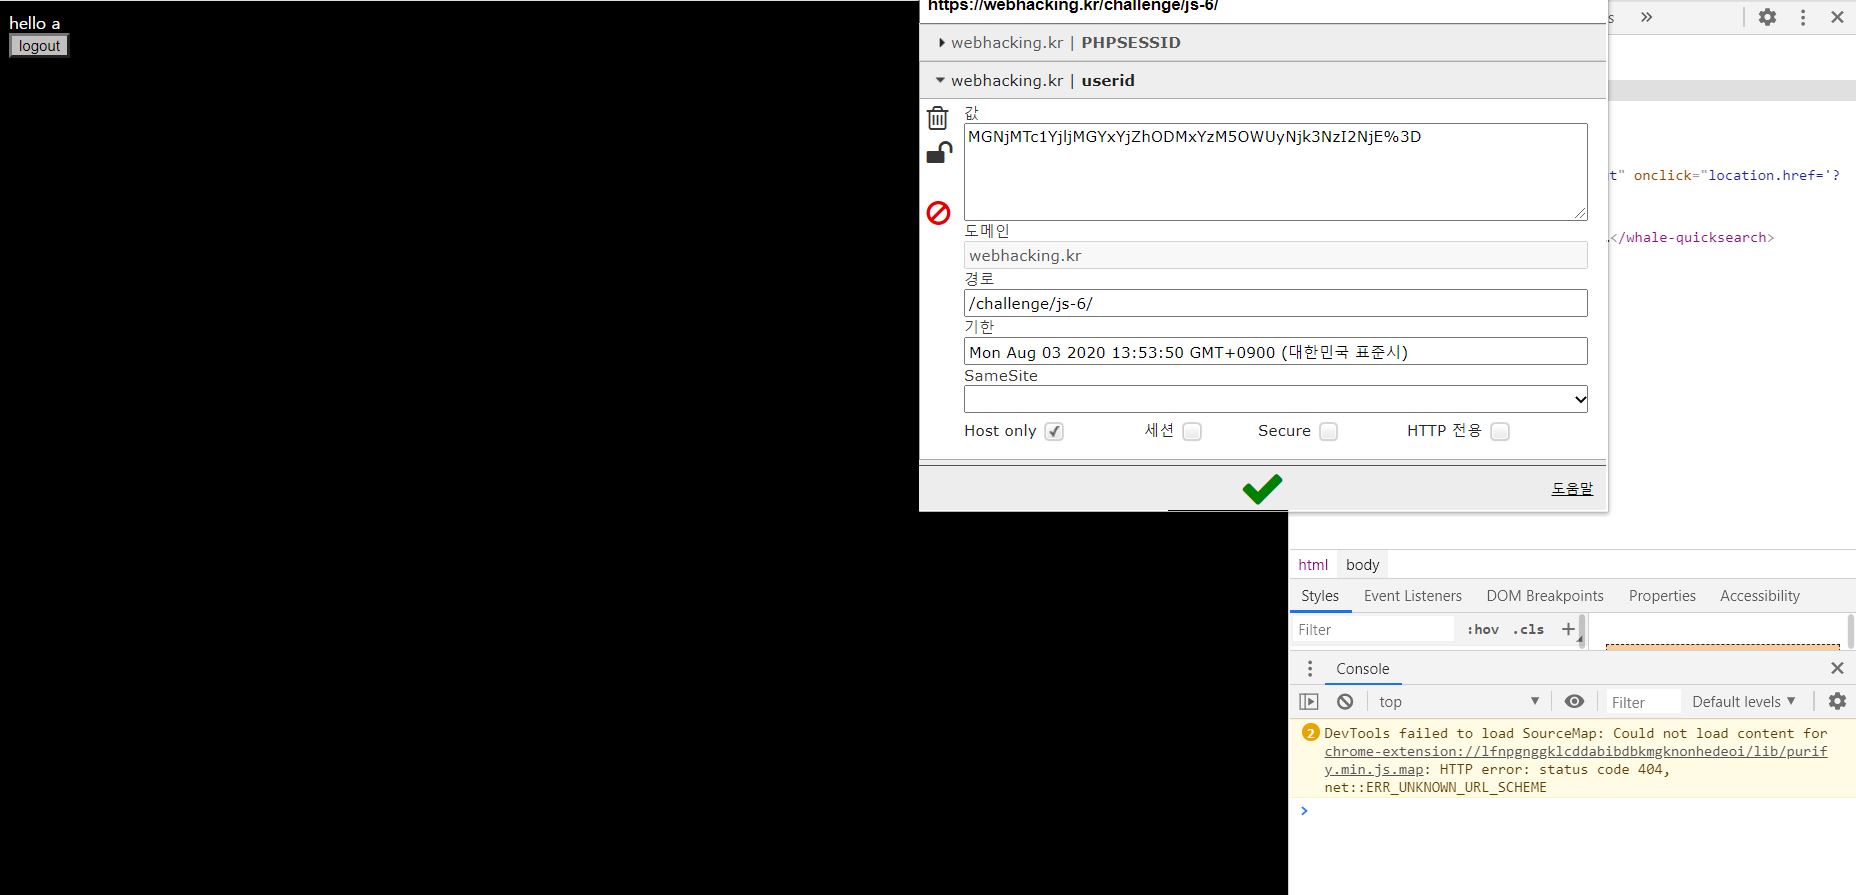 hello a
logout
https://webhacking.kr/challenge/js-6/
webhacking.kr | PHPSESSID
webhacking.kr | userid
값
MGNjMTc1YjljMGYxYjZhODMxYzM5OWUyNjk3NzI2NjE%3D
도메인
webhacking.kr
경로
/challenge/js-6/
기한
Mon Aug 03 2020 13:53:50 GMT+0900 (대한민국 표준시)
SameSite
Host only 세션 Secure HTTP 전용
도움말
s »
t" onclick="location.href='?
…</whale-quicksearch>
html body
Styles Event Listeners DOM Breakpoints Properties Accessibility
Filter :hov .cls +
Console
top Filter Default levels
2 DevTools failed to load SourceMap: Could not load content for
chrome-extension://lfnpgnggklcddabibdbkmgknonhedeoi/lib/purif
y.min.js.map: HTTP error: status code 404,
net::ERR_UNKNOWN_URL_SCHEME
>